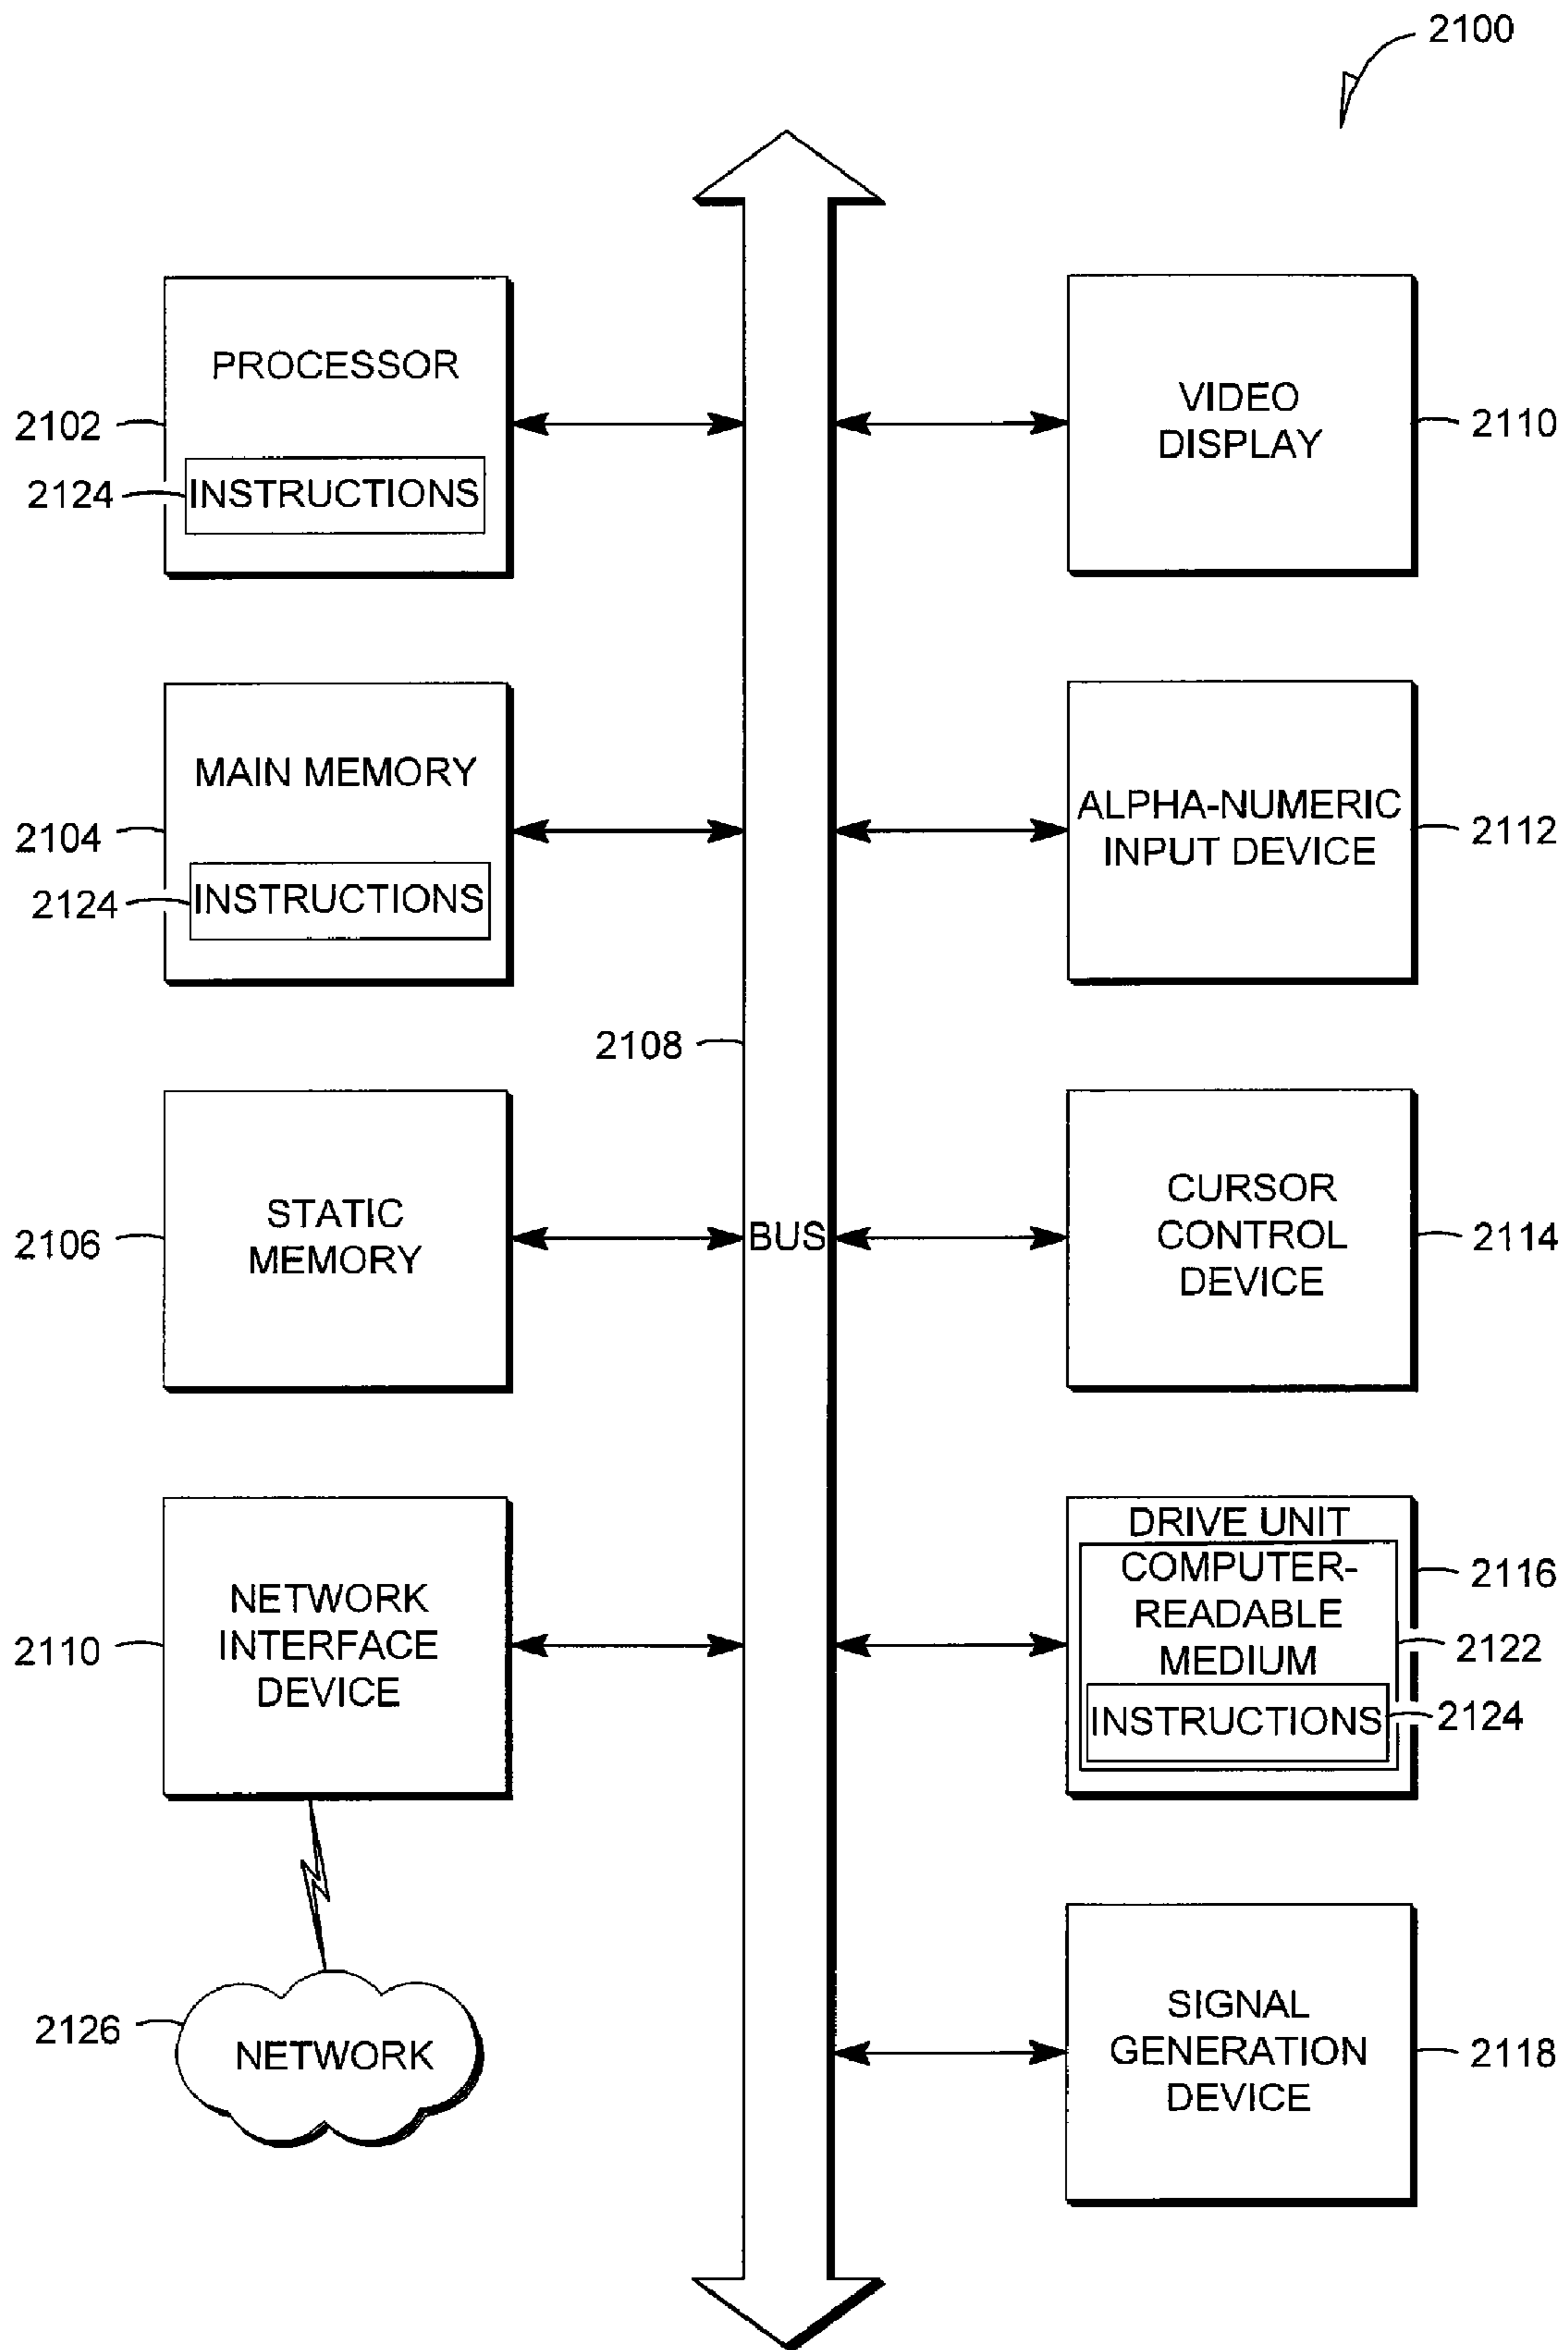 2100
PROCESSOR
2102
2124
INSTRUCTIONS
VIDEO
DISPLAY
2110
MAIN MEMORY
2104
2124
INSTRUCTIONS
ALPHA-NUMERIC
INPUT DEVICE
2112
2108
STATIC
MEMORY
2106
BUS
CURSOR
CONTROL
DEVICE
2114
NETWORK
INTERFACE
DEVICE
2110
DRIVE UNIT
COMPUTER-
READABLE
MEDIUM
INSTRUCTIONS
2116
2122
2124
2126
NETWORK
SIGNAL
GENERATION
DEVICE
2118